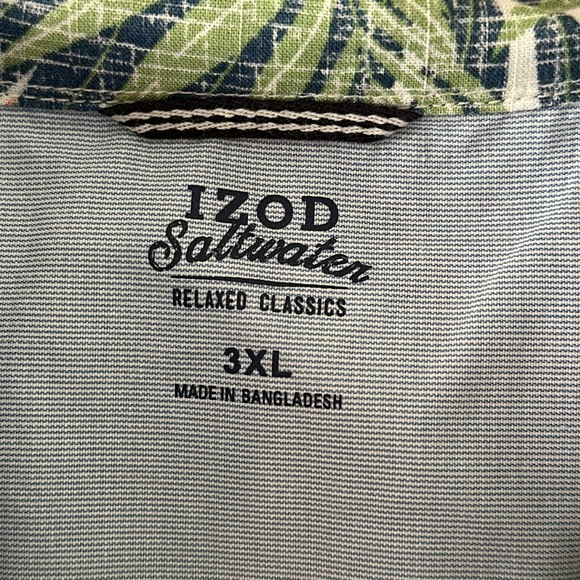 IZOD
Saltwater
RELAXED CLASSICS
3XL
MADE IN BANGLADESH